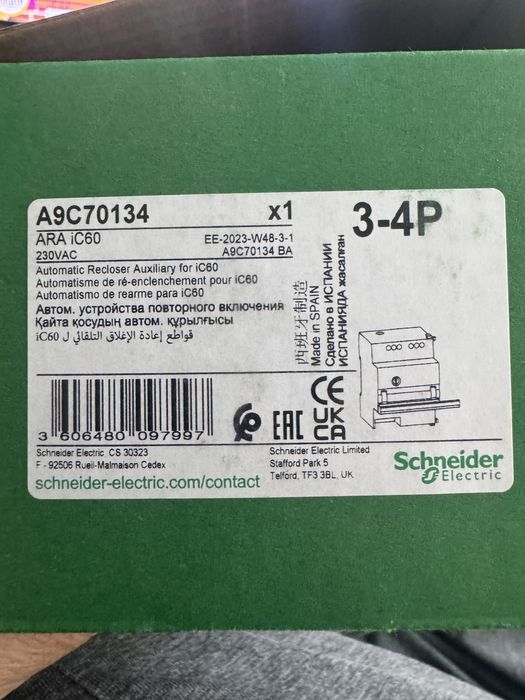 A9C70134 x1
ARA iC60 EE-2023-W48-3-1
230VAC A9C70134 BA
Automatic Recloser Auxiliary for iC60
Automatisme de ré-enclenchement pour iC60
Automatismo de rearme para iC60
Автом. устройства повторного включения
Қайта қосудың автом. құрылғысы
قواطع إعادة الإغلاق التلقائي ل iC60
3-4P
西班牙制造
Made in SPAIN
Сделано в ИСПАНИИ
ИСПАНИЯДА жасалған
3 606480 097997
CE
EAC
UK
CA
Schneider Electric CS 30323
F - 92506 Rueil-Malmaison Cedex
schneider-electric.com/contact
Schneider Electric Limited
Stafford Park 5
Telford, TF3 3BL, UK
Schneider
Electric